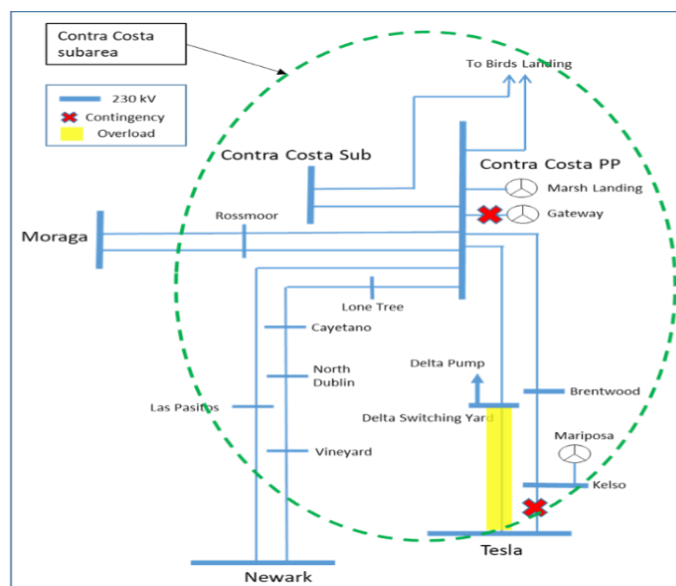 Contra Costa
subarea
230 kV
Contingency
Overload
To Birds Landing
Contra Costa Sub
Contra Costa PP
Marsh Landing
Gateway
Rossmoor
Moraga
Lone Tree
Cayetano
North
Dublin
Delta Pump
Las Pasitos
Delta Switching Yard
Brentwood
Mariposa
Vineyard
Kelso
Tesla
Newark